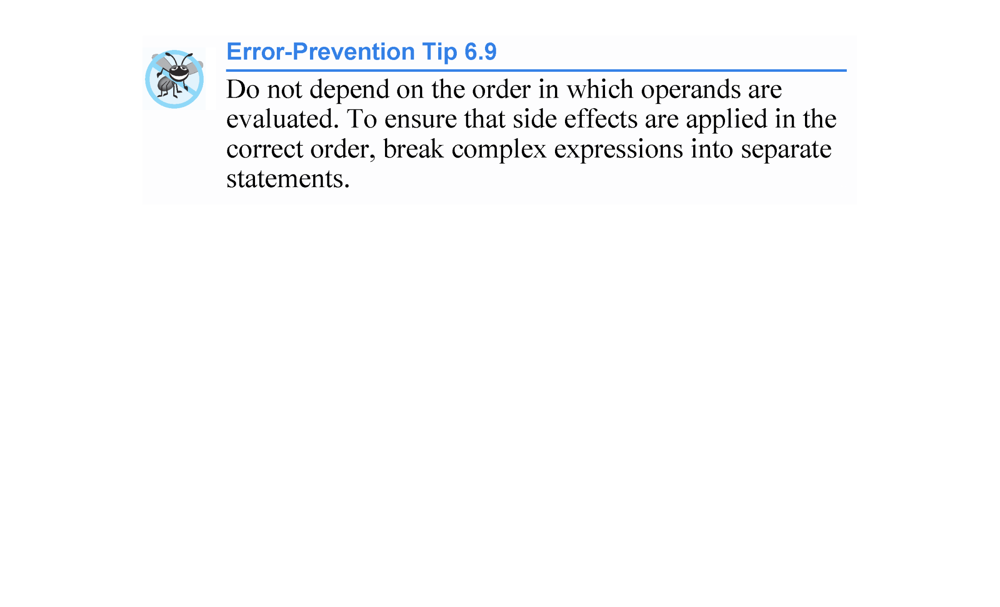 Error-Prevention Tip 6.9
Do not depend on the order in which operands are
evaluated. To ensure that side effects are applied in the
correct order, break complex expressions into separate
statements.